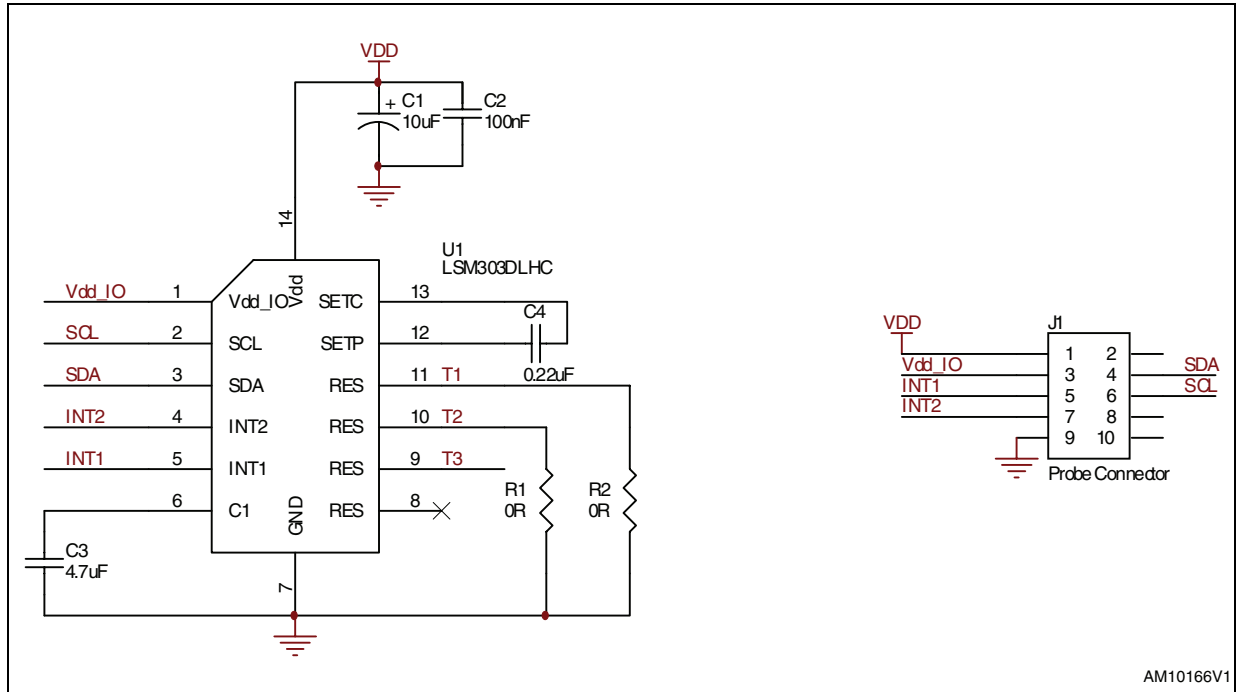 VDD
+ C1
10uF
C2
100nF
14
U1
LSM303DLHC
Vdd_IO 1 Vdd_IO Vdd SETC 13
C4
0.22uF
SCL 2 SCL SETP 12
SDA 3 SDA RES 11 T1
INT2 4 INT2 RES 10 T2
INT1 5 INT1 RES 9 T3
6 C1 GND RES 8
R1
0R
R2
0R
C3
4.7uF
7
VDD
J1
1 2
Vdd_IO 3 4 SDA
INT1 5 6 SCL
INT2 7 8
9 10
Probe Connector
AM10166V1